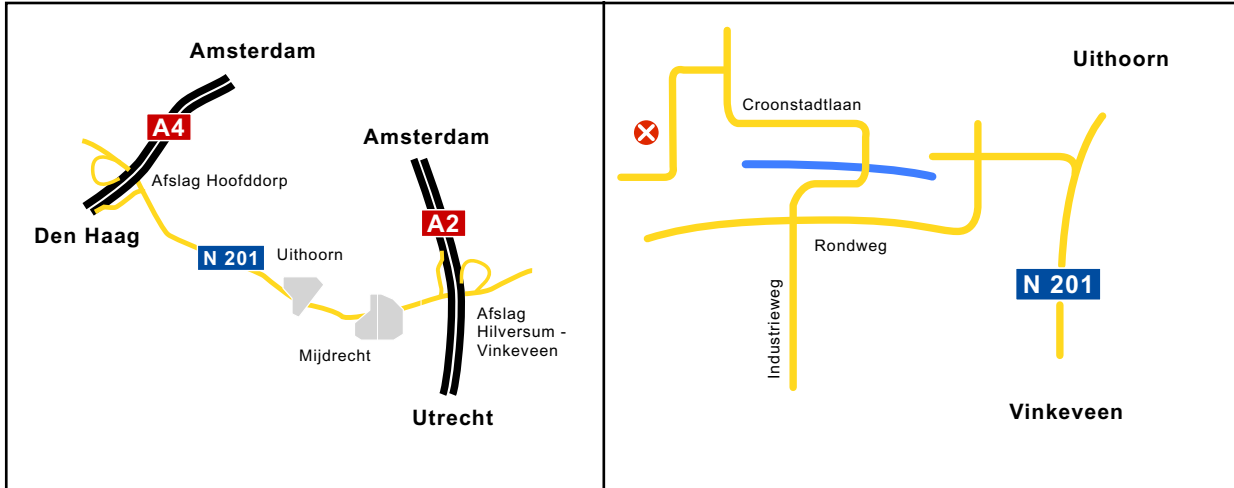 Amsterdam
A4
Afslag Hoofddorp
Den Haag
N 201
Uithoorn
Mijdrecht
Amsterdam
A2
Afslag
Hilversum -
Vinkeveen
Utrecht
Uithoorn
Croonstadtlaan
Rondweg
Industrieweg
N 201
Vinkeveen